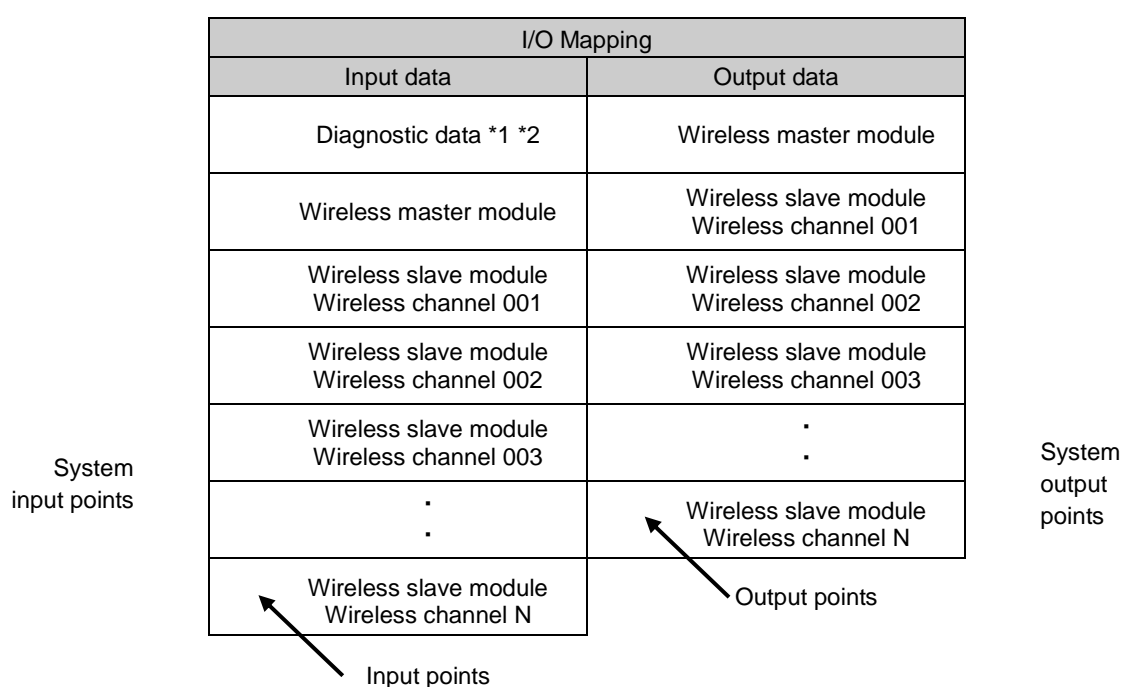 I/O Mapping
Input data
Output data
Diagnostic data *1 *2
Wireless master module
Wireless master module
Wireless slave module
Wireless channel 001
Wireless slave module
Wireless channel 001
Wireless slave module
Wireless channel 002
Wireless slave module
Wireless channel 002
Wireless slave module
Wireless channel 003
Wireless slave module
Wireless channel 003
System
input points
System
output
points
Wireless slave module
Wireless channel N
Wireless slave module
Wireless channel N
Output points
Input points